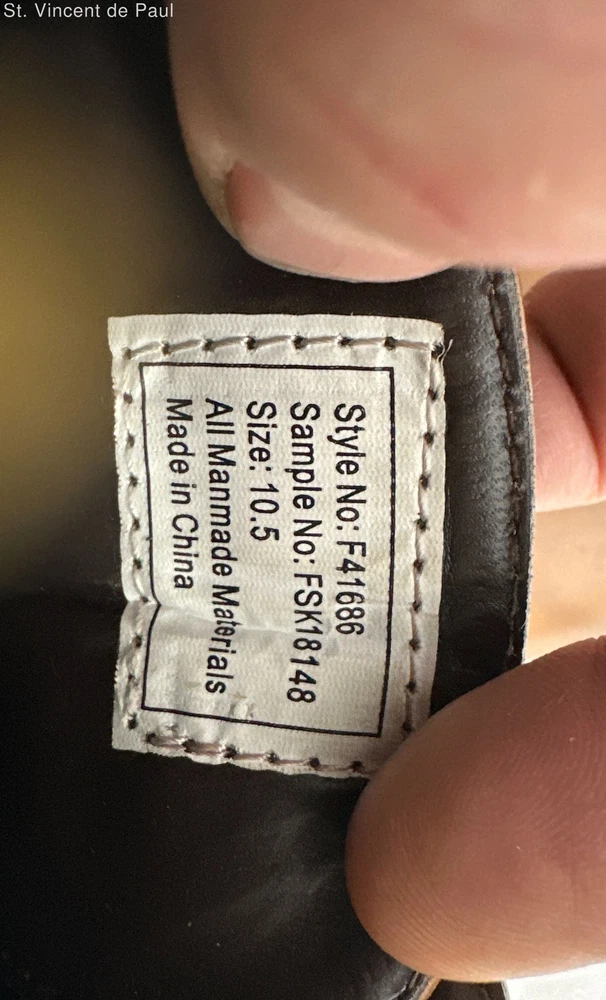 St. Vincent de Paul
Style No: F41686
Sample No: FSK18148
Size: 10.5
All Manmade Materials
Made in China